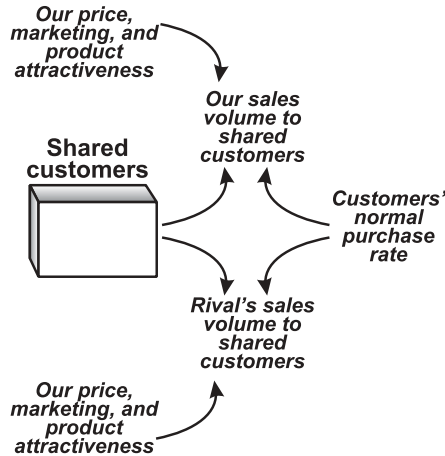 Our price,
marketing, and
product
attractiveness
Our sales
volume to
shared
customers
Shared
customers
Customers'
normal
purchase
rate
Rival's sales
volume to
shared
customers
Our price,
marketing, and
product
attractiveness